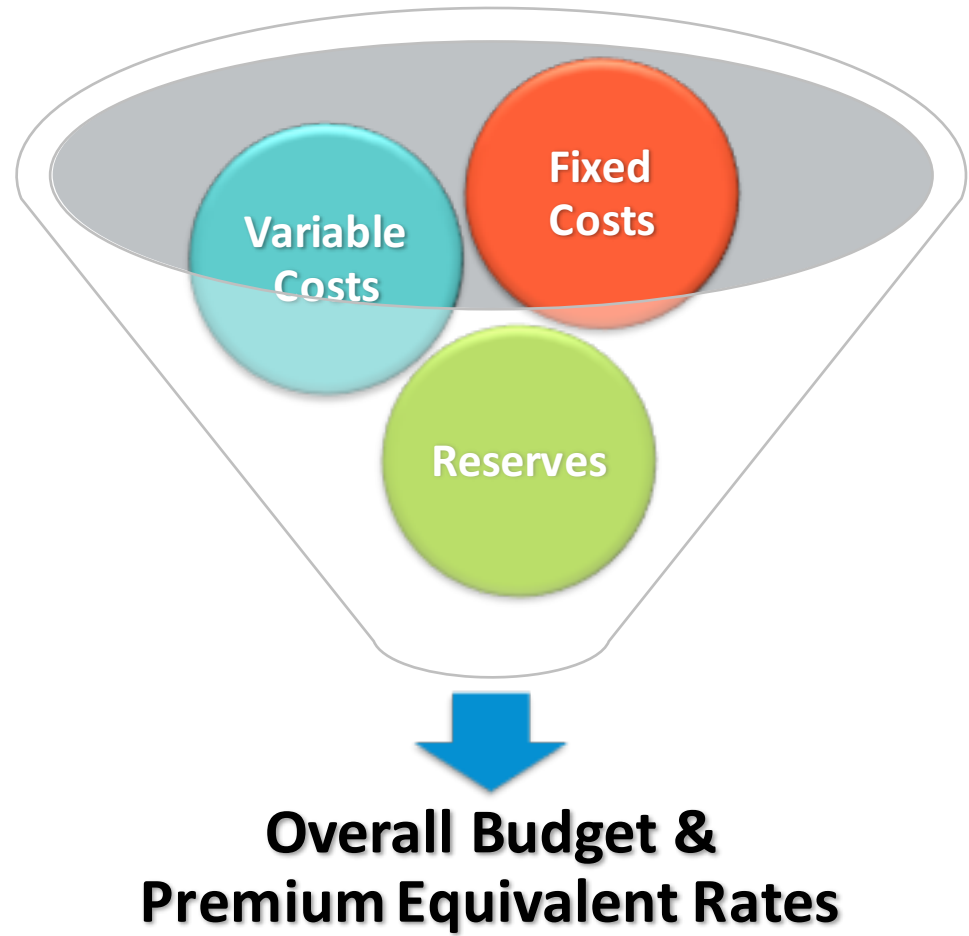 Fixed
Costs
Variable
Costs
Reserves
Overall Budget &
Premium Equivalent Rates